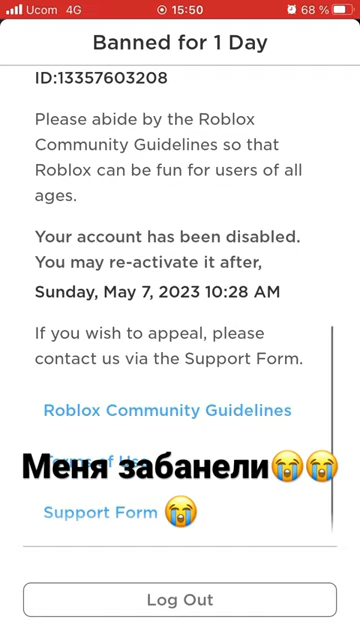 Ucom 4G 15:50 68 %
Banned for 1 Day
ID:13357603208
Please abide by the Roblox
Community Guidelines so that
Roblox can be fun for users of all
ages.
Your account has been disabled.
You may re-activate it after,
Sunday, May 7, 2023 10:28 AM
If you wish to appeal, please
contact us via the Support Form.
Roblox Community Guidelines
Terms of Use
Меня забанели😭😭
Support Form 😭
Log Out